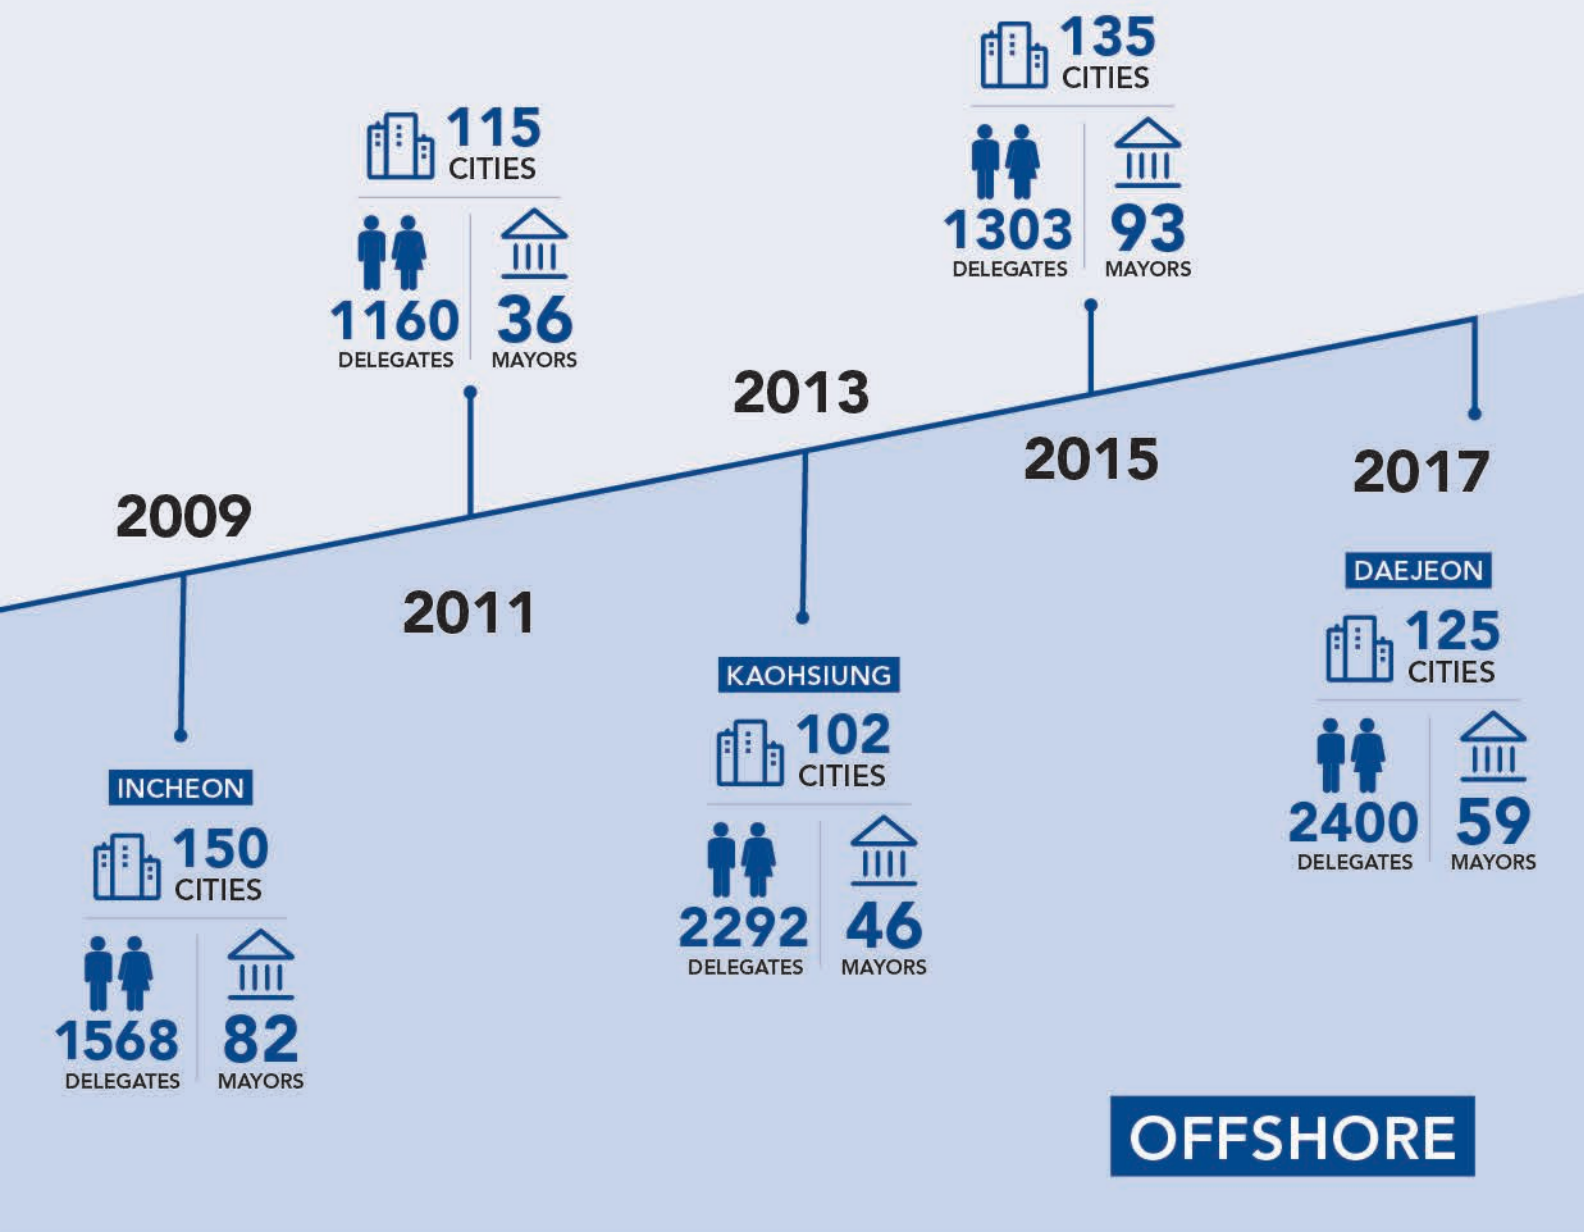 135
CITIES
1303
DELEGATES
93
MAYORS
115
CITIES
1160
DELEGATES
36
MAYORS
2009
2011
2013
2015
2017
INCHEON
150
CITIES
1568
DELEGATES
82
MAYORS
KAOHSIUNG
102
CITIES
2292
DELEGATES
46
MAYORS
DAEJEON
125
CITIES
2400
DELEGATES
59
MAYORS
OFFSHORE